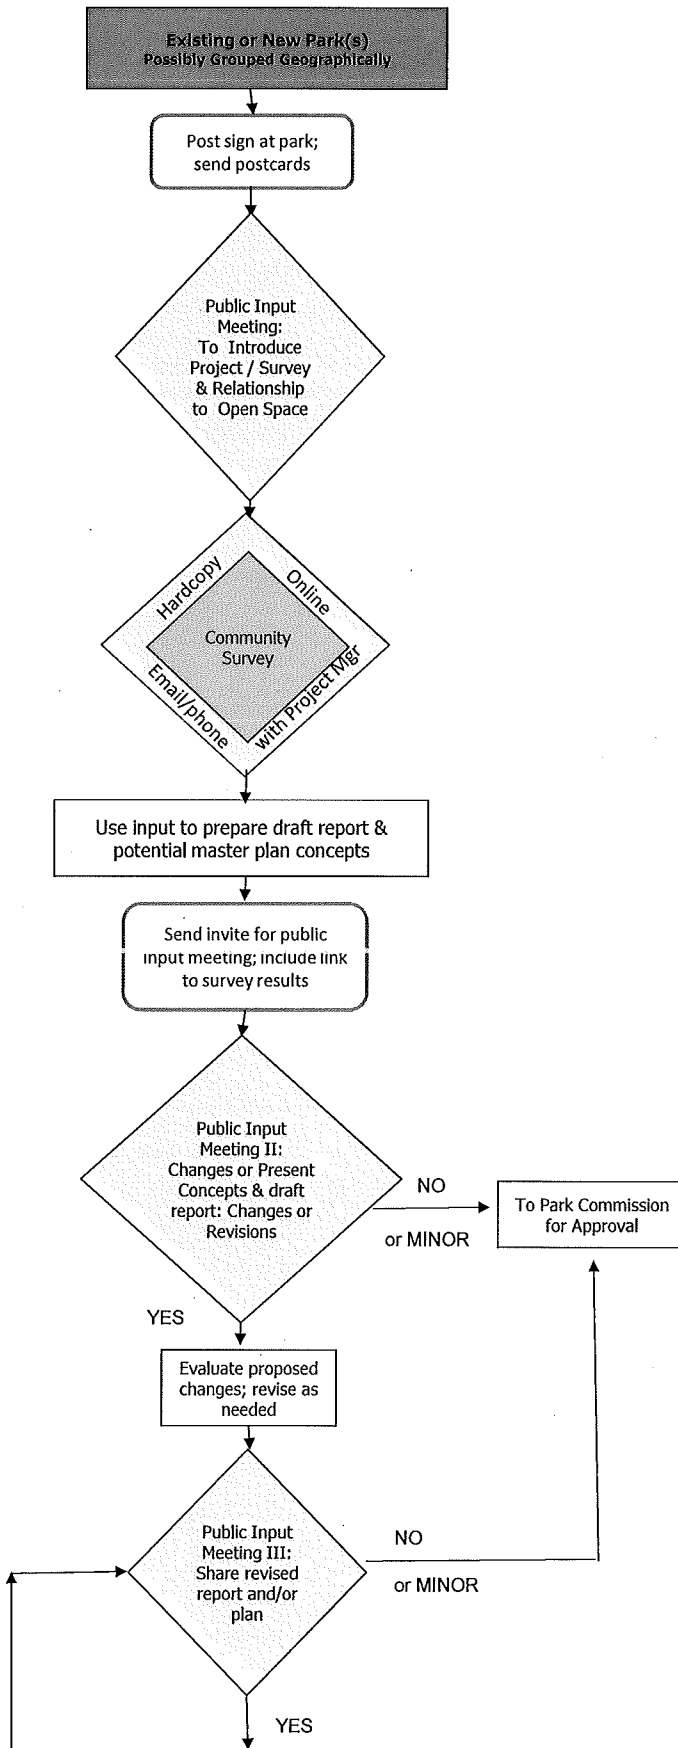 Existing or New Park(s)
Possibly Grouped Geographically
Post sign at park;
send postcards
Public Input
Meeting:
To Introduce
Project / Survey
& Relationship
to Open Space
Hardcopy
Online
Community
Survey
Email/phone
with Project Mgr
Use input to prepare draft report &
potential master plan concepts
Send invite for public
input meeting; include link
to survey results
Public Input
Meeting II:
Changes or Present
Concepts & draft
report: Changes or
Revisions
NO
or MINOR
To Park Commission
for Approval
YES
Evaluate proposed
changes; revise as
needed
Public Input
Meeting III:
Share revised
report and/or
plan
NO
or MINOR
YES